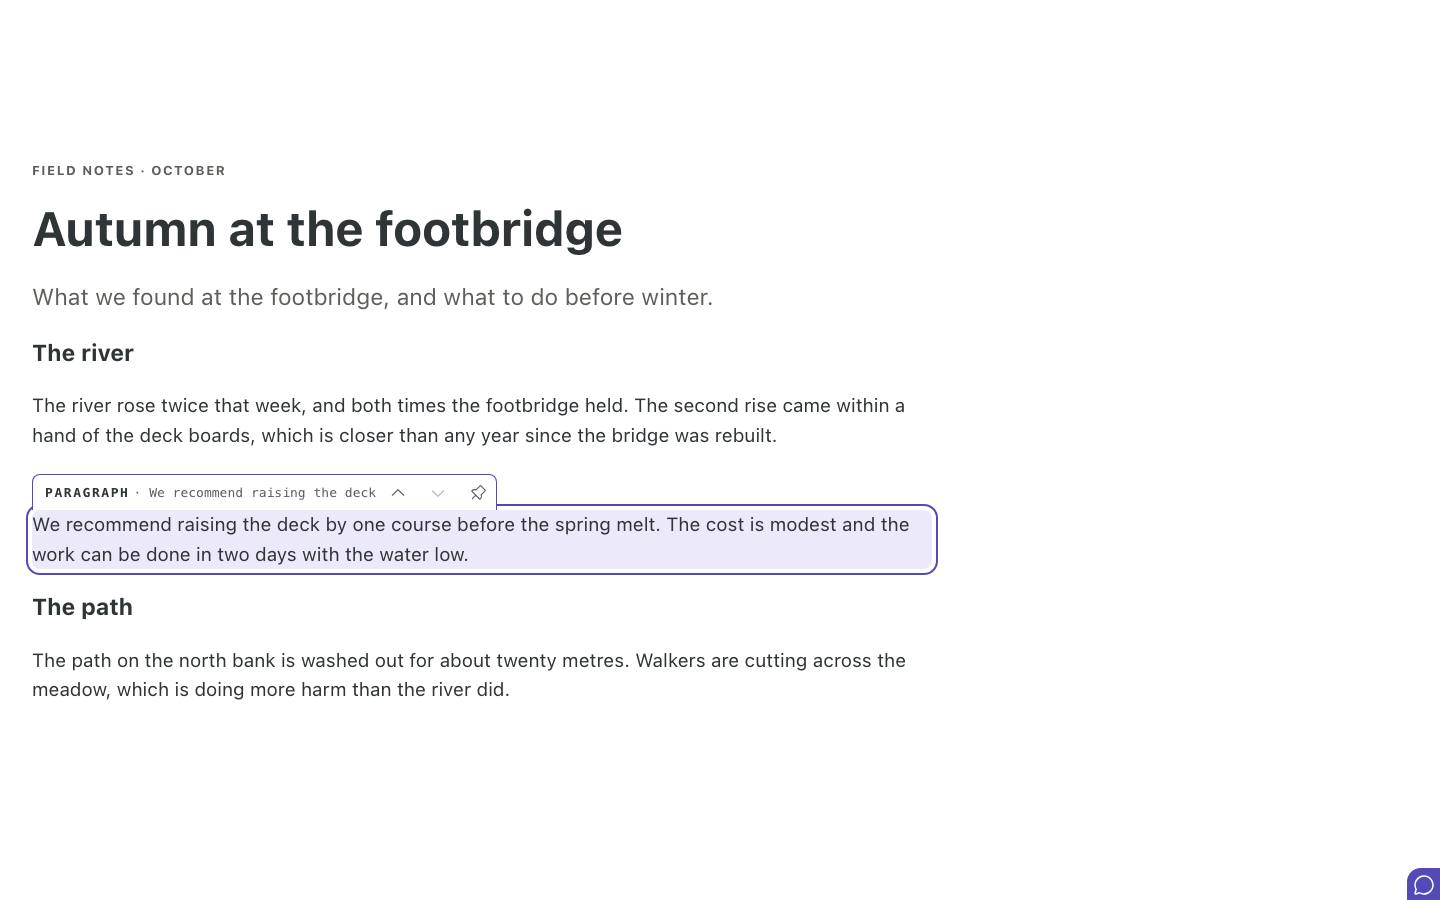 FIELD NOTES · OCTOBER
Autumn at the footbridge
What we found at the footbridge, and what to do before winter.
The river
The river rose twice that week, and both times the footbridge held. The second rise came within a
hand of the deck boards, which is closer than any year since the bridge was rebuilt.
PARAGRAPH · We recommend raising the deck
We recommend raising the deck by one course before the spring melt. The cost is modest and the
work can be done in two days with the water low.
The path
The path on the north bank is washed out for about twenty metres. Walkers are cutting across the
meadow, which is doing more harm than the river did.